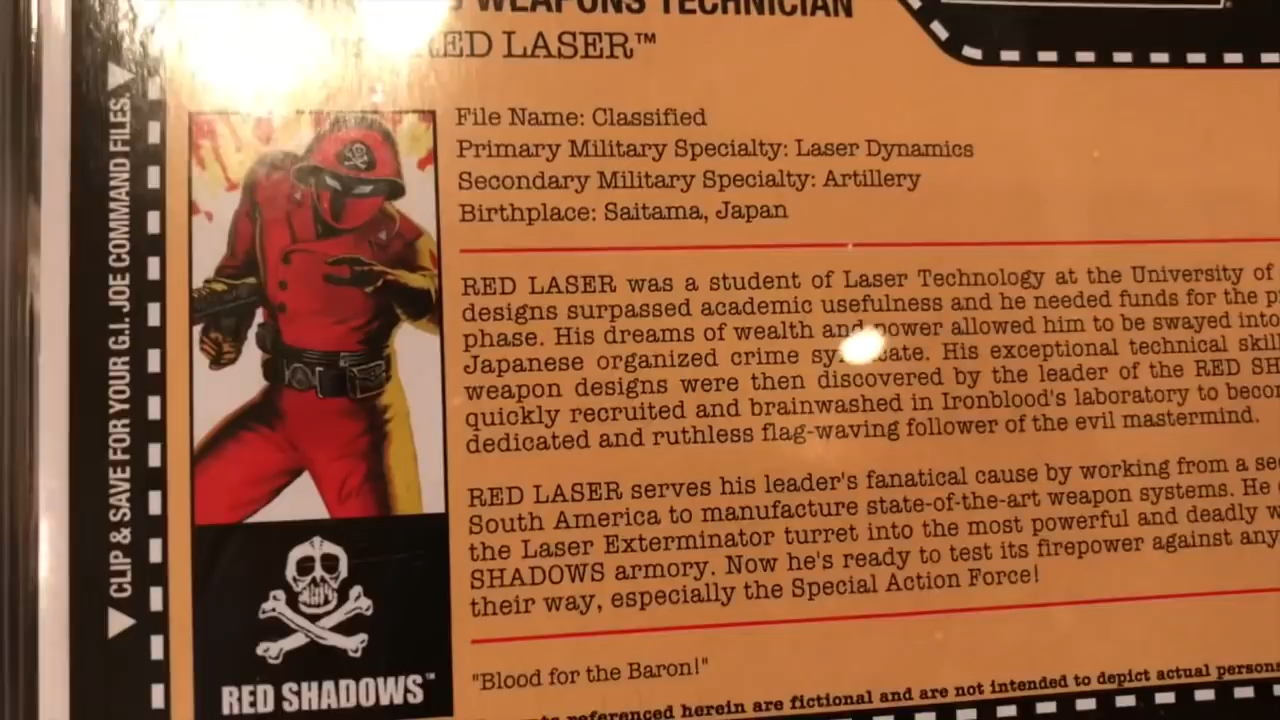 WEAPONS TECHNICIAN
RED LASER™
CLIP & SAVE FOR YOUR G.I. JOE COMMAND FILES.
File Name: Classified
Primary Military Specialty: Laser Dynamics
Secondary Military Specialty: Artillery
Birthplace: Saitama, Japan
RED LASER was a student of Laser Technology at the University of
designs surpassed academic usefulness and he needed funds for the
phase. His dreams of wealth and power allowed him to be swayed into
Japanese organized crime syndicate. His exceptional technical
weapon designs were then discovered by the leader of the RED
quickly recruited and brainwashed in Ironblood's laboratory to
dedicated and ruthless flag-waving follower of the evil mastermind.
RED LASER serves his leader's fanatical cause by working from a
South America to manufacture state-of-the-art weapon systems. He
the Laser Exterminator turret into the most powerful and deadly
SHADOWS armory. Now he's ready to test its firepower against any
their way, especially the Special Action Force!
"Blood for the Baron!"
RED SHADOWS™
referenced herein are fictional and are not intended to depict actual persons